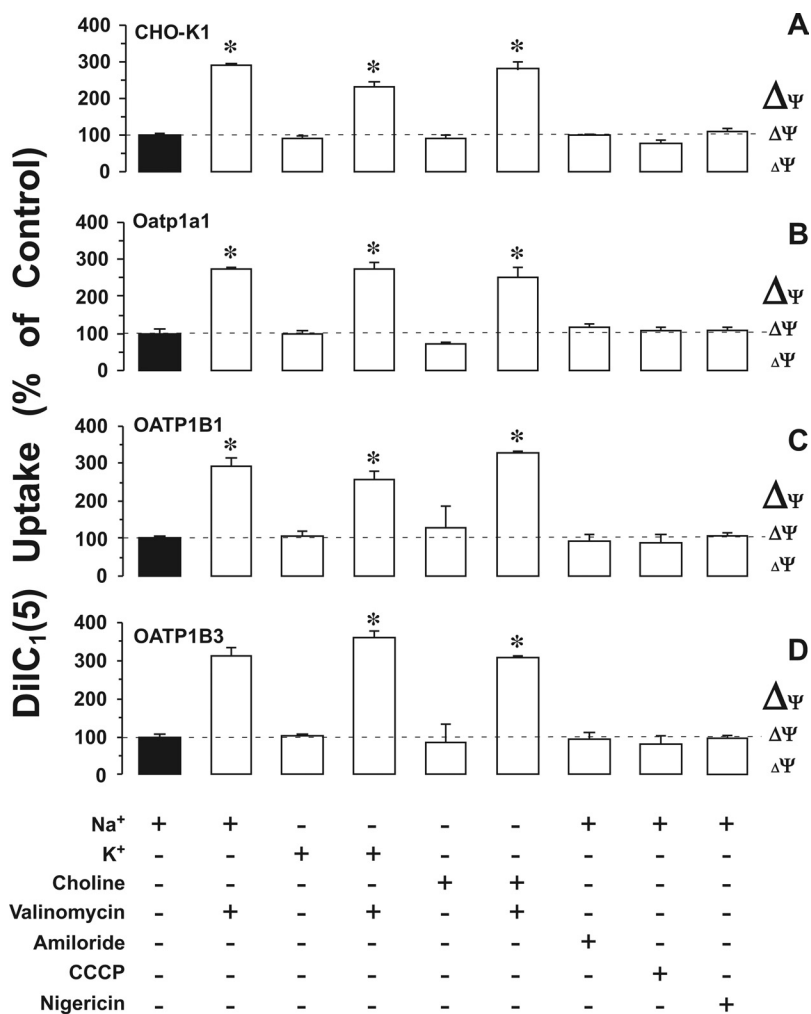 DiIC₁(5) Uptake (% of Control)
CHO-K1
A
400
300
200
100
0
* * *
ΔΨ
ΔΨ
ΔΨ
Oatp1a1
B
400
300
200
100
0
* * *
ΔΨ
ΔΨ
ΔΨ
OATP1B1
C
400
300
200
100
0
* * *
ΔΨ
ΔΨ
ΔΨ
OATP1B3
D
400
300
200
100
0
* *
ΔΨ
ΔΨ
ΔΨ
Na⁺ + + - - - - + + +
K⁺ - - + + - - - - -
Choline - - - - + + - - -
Valinomycin - + - + - + - - -
Amiloride - - - - - - + - -
CCCP - - - - - - - + -
Nigericin - - - - - - - - +